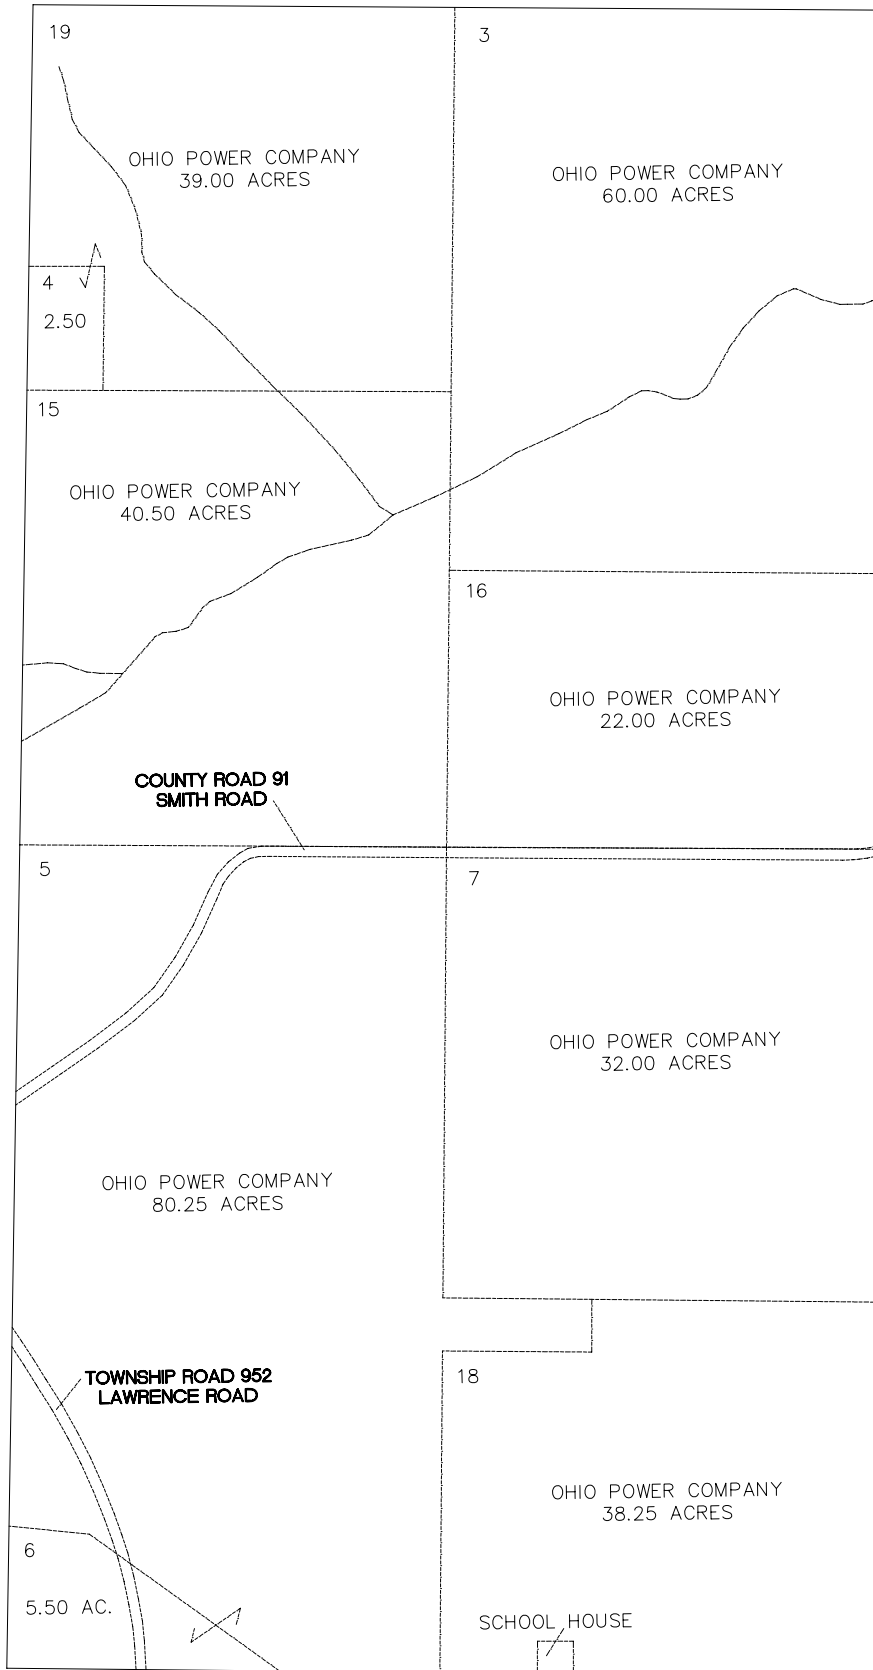 19
3
OHIO POWER COMPANY
39.00 ACRES
OHIO POWER COMPANY
60.00 ACRES
4
2.50
15
OHIO POWER COMPANY
40.50 ACRES
16
OHIO POWER COMPANY
22.00 ACRES
COUNTY ROAD 91
SMITH ROAD
5
7
OHIO POWER COMPANY
32.00 ACRES
OHIO POWER COMPANY
80.25 ACRES
TOWNSHIP ROAD 952
LAWRENCE ROAD
18
OHIO POWER COMPANY
38.25 ACRES
6
5.50 AC.
SCHOOL HOUSE